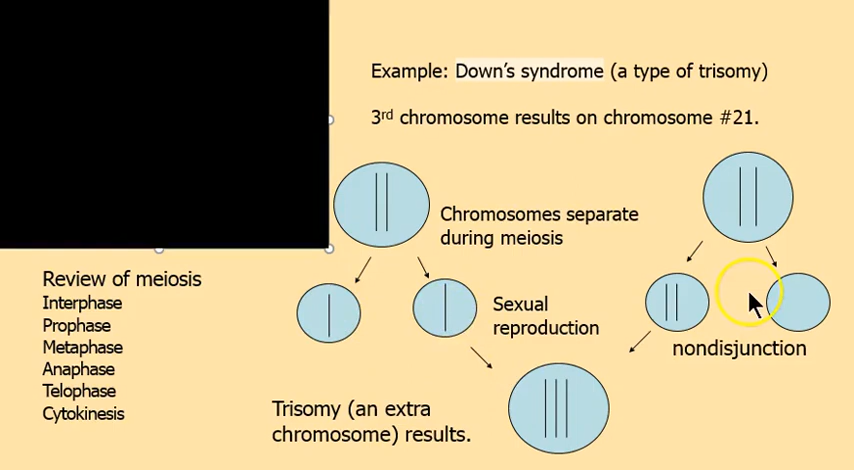 Example: Down’s syndrome (a type of trisomy)
3rd chromosome results on chromosome #21.
Chromosomes separate
during meiosis
Review of meiosis
Interphase
Prophase
Metaphase
Anaphase
Telophase
Cytokinesis
Sexual
reproduction
nondisjunction
Trisomy (an extra
chromosome) results.